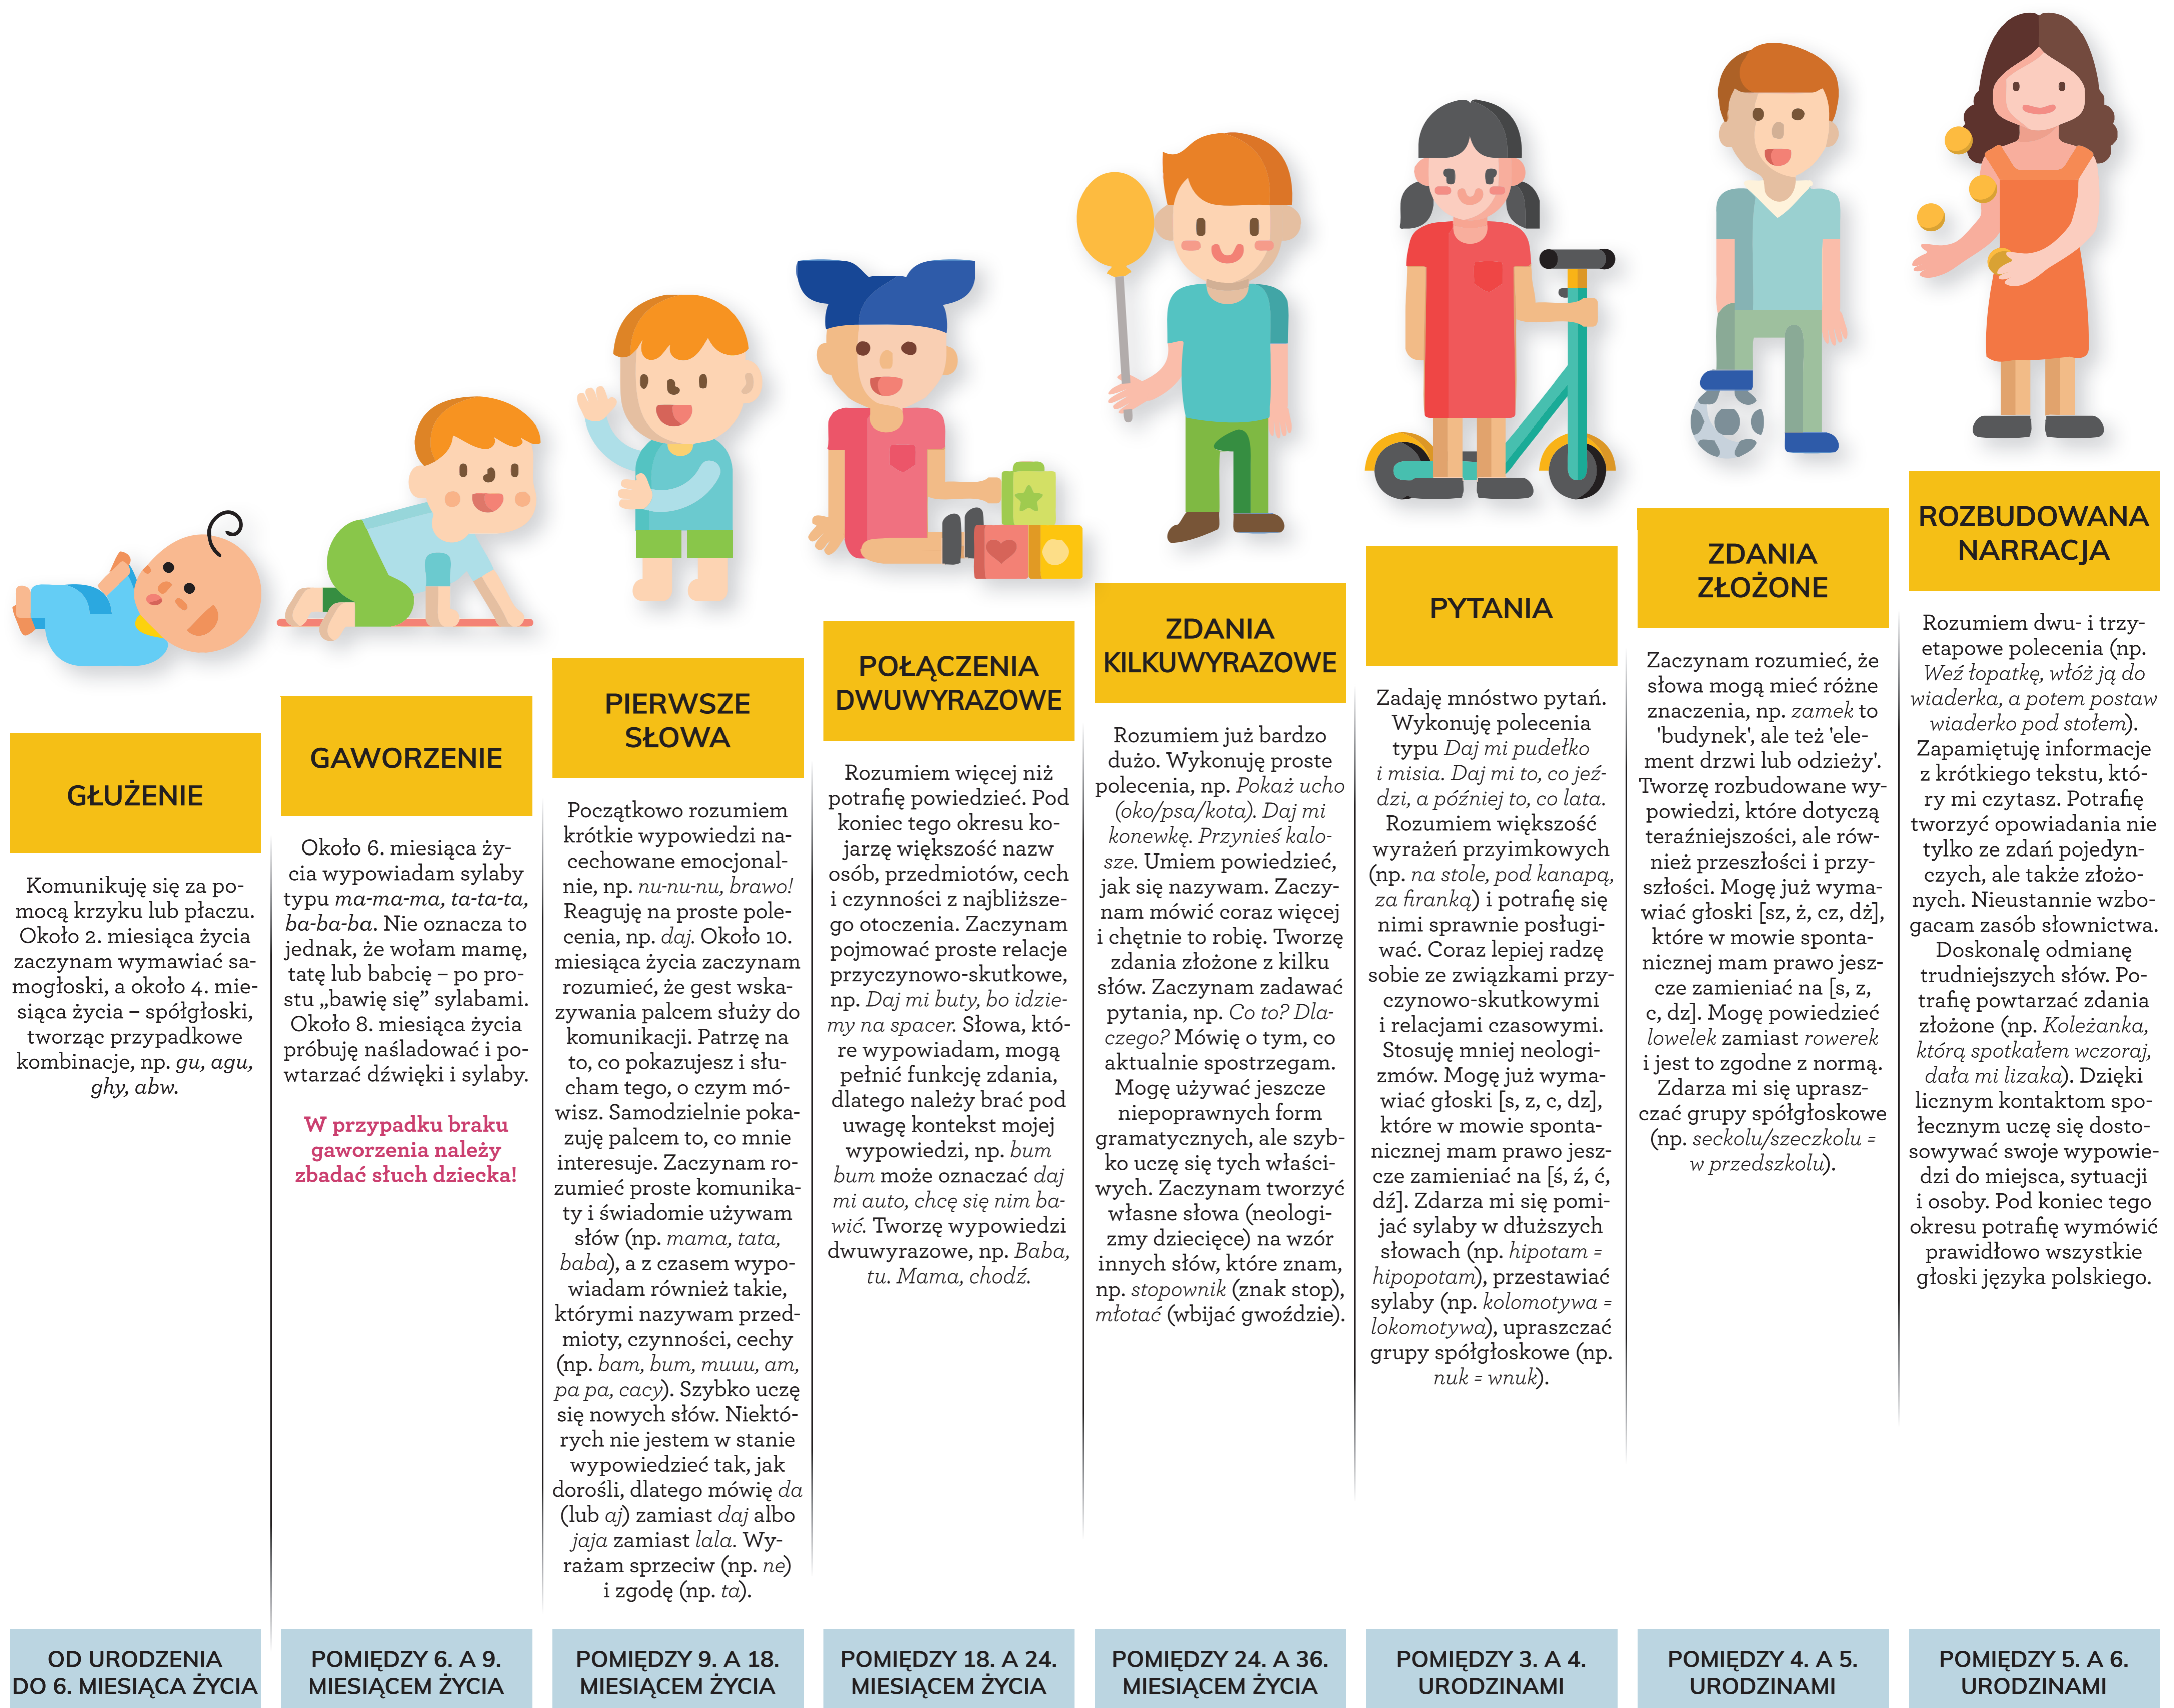 GŁUŻENIE
Komunikuję się za po-
mocą krzyku lub płaczu.
Około 2. miesiąca życia
zaczynam wymawiać sa-
mogłoski, a około 4. mie-
siąca życia – spółgłoski,
tworząc przypadkowe
kombinacje, np. gu, agu,
ghy, abw.
OD URODZENIA
DO 6. MIESIĄCA ŻYCIA
GAWORZENIE
Około 6. miesiąca ży-
cia wypowiadam sylaby
typu ma-ma-ma, ta-ta-ta,
ba-ba-ba. Nie oznacza to
jednak, że wołam mamę,
tatę lub babcię – po pro-
stu „bawię się” sylabami.
Około 8. miesiąca życia
próbuję naśladować i po-
wtarzać dźwięki i sylaby.
W przypadku braku
gaworzenia należy
zbadać słuch dziecka!
POMIĘDZY 6. A 9.
MIESIĄCEM ŻYCIA
PIERWSZE
SŁOWA
Początkowo rozumiem
krótkie wypowiedzi na-
cechowane emocjonal-
nie, np. nu-nu-nu, brawo!
Reaguję na proste pole-
cenia, np. daj. Około 10.
miesiąca życia zaczynam
rozumieć, że gest wska-
zywania palcem służy do
komunikacji. Patrzę na
to, co pokazujesz i słu-
cham tego, o czym mó-
wisz. Samodzielnie poka-
zuję palcem to, co mnie
interesuje. Zaczynam ro-
zumieć proste komunika-
ty i świadomie używam
słów (np. mama, tata,
baba), a z czasem wypo-
wiadam również takie,
którymi nazywam przed-
mioty, czynności, cechy
(np. bam, bum, muuu, am,
pa pa, cacy). Szybko uczę
się nowych słów. Niektó-
rych nie jestem w stanie
wypowiedzieć tak, jak
dorośli, dlatego mówię da
(lub aj) zamiast daj albo
jaja zamiast lala. Wy-
rażam sprzeciw (np. ne)
i zgodę (np. ta).
POMIĘDZY 9. A 18.
MIESIĄCEM ŻYCIA
POŁĄCZENIA
DWUWYRAZOWE
Rozumiem więcej niż
potrafię powiedzieć. Pod
koniec tego okresu ko-
jarzę większość nazw
osób, przedmiotów, cech
i czynności z najbliższe-
go otoczenia. Zaczynam
pojmować proste relacje
przyczynowo-skutkowe,
np. Daj mi buty, bo idzie-
my na spacer. Słowa, któ-
re wypowiadam, mogą
pełnić funkcję zdania,
dlatego należy brać pod
uwagę kontekst mojej
wypowiedzi, np. bum
bum może oznaczać daj
mi auto, chcę się nim ba-
wić. Tworzę wypowiedzi
dwuwyrazowe, np. Baba,
tu. Mama, chodź.
POMIĘDZY 18. A 24.
MIESIĄCEM ŻYCIA
ZDANIA
KILKUWYRAZOWE
Rozumiem już bardzo
dużo. Wykonuję proste
polecenia, np. Pokaż ucho
(oko/psa/kota). Daj mi
konewkę. Przynieś kalo-
sze. Umiem powiedzieć,
jak się nazywam. Zaczy-
nam mówić coraz więcej
i chętnie to robię. Tworzę
zdania złożone z kilku
słów. Zaczynam zadawać
pytania, np. Co to? Dla-
czego? Mówię o tym, co
aktualnie spostrzegam.
Mogę używać jeszcze
niepoprawnych form
gramatycznych, ale szyb-
ko uczę się tych właści-
wych. Zaczynam tworzyć
własne słowa (neologi-
zmy dziecięce) na wzór
innych słów, które znam,
np. stopownik (znak stop),
młotać (wbijać gwoździe).
POMIĘDZY 24. A 36.
MIESIĄCEM ŻYCIA
PYTANIA
Zadaję mnóstwo pytań.
Wykonuję polecenia
typu Daj mi pudełko
i misia. Daj mi to, co jeź-
dzi, a później to, co lata.
Rozumiem większość
wyrażeń przyimkowych
(np. na stole, pod kanapą,
za firanką) i potrafię się
nimi sprawnie posługi-
wać. Coraz lepiej radzę
sobie ze związkami przy-
czynowo-skutkowymi
i relacjami czasowymi.
Stosuję mniej neologi-
zmów. Mogę już wyma-
wiać głoski [s, z, c, dz],
które w mowie sponta-
nicznej mam prawo jesz-
cze zamieniać na [ś, ź, ć,
dź]. Zdarza mi się pomi-
jać sylaby w dłuższych
słowach (np. hipotam =
hipopotam), przestawiać
sylaby (np. kolomotywa =
lokomotywa), upraszczać
grupy spółgłoskowe (np.
nuk = wnuk).
POMIĘDZY 3. A 4.
URODZINAMI
ZDANIA
ZŁOŻONE
Zaczynam rozumieć, że
słowa mogą mieć różne
znaczenia, np. zamek to
'budynek', ale też 'ele-
ment drzwi lub odzieży'.
Tworzę rozbudowane wy-
powiedzi, które dotyczą
teraźniejszości, ale rów-
nież przeszłości i przy-
szłości. Mogę już wyma-
wiać głoski [sz, ż, cz, dż],
które w mowie sponta-
nicznej mam prawo jesz-
cze zamieniać na [s, z,
c, dz]. Mogę powiedzieć
lowelek zamiast rowerek
i jest to zgodne z normą.
Zdarza mi się uprasz-
czać grupy spółgłoskowe
(np. seckolu/szeczkolu =
w przedszkolu).
POMIĘDZY 4. A 5.
URODZINAMI
ROZBUDOWANA
NARRACJA
Rozumiem dwu- i trzy-
etapowe polecenia (np.
Weź łopatkę, włóż ją do
wiaderka, a potem postaw
wiaderko pod stołem).
Zapamiętuję informacje
z krótkiego tekstu, któ-
ry mi czytasz. Potrafię
tworzyć opowiadania nie
tylko ze zdań pojedyn-
czych, ale także złożo-
nych. Nieustannie wzbo-
gacam zasób słownictwa.
Doskonalę odmianę
trudniejszych słów. Po-
trafię powtarzać zdania
złożone (np. Koleżanka,
którą spotkałem wczoraj,
dała mi lizaka). Dzięki
licznym kontaktom spo-
łecznym uczę się dosto-
sowywać swoje wypowie-
dzi do miejsca, sytuacji
i osoby. Pod koniec tego
okresu potrafię wymówić
prawidłowo wszystkie
głoski języka polskiego.
POMIĘDZY 5. A 6.
URODZINAMI